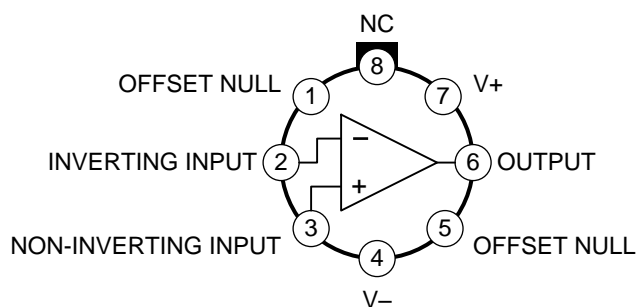 NC
8
OFFSET NULL
1
7
V+
INVERTING INPUT
2
−
6
OUTPUT
+
NON-INVERTING INPUT
3
5
OFFSET NULL
4
V–